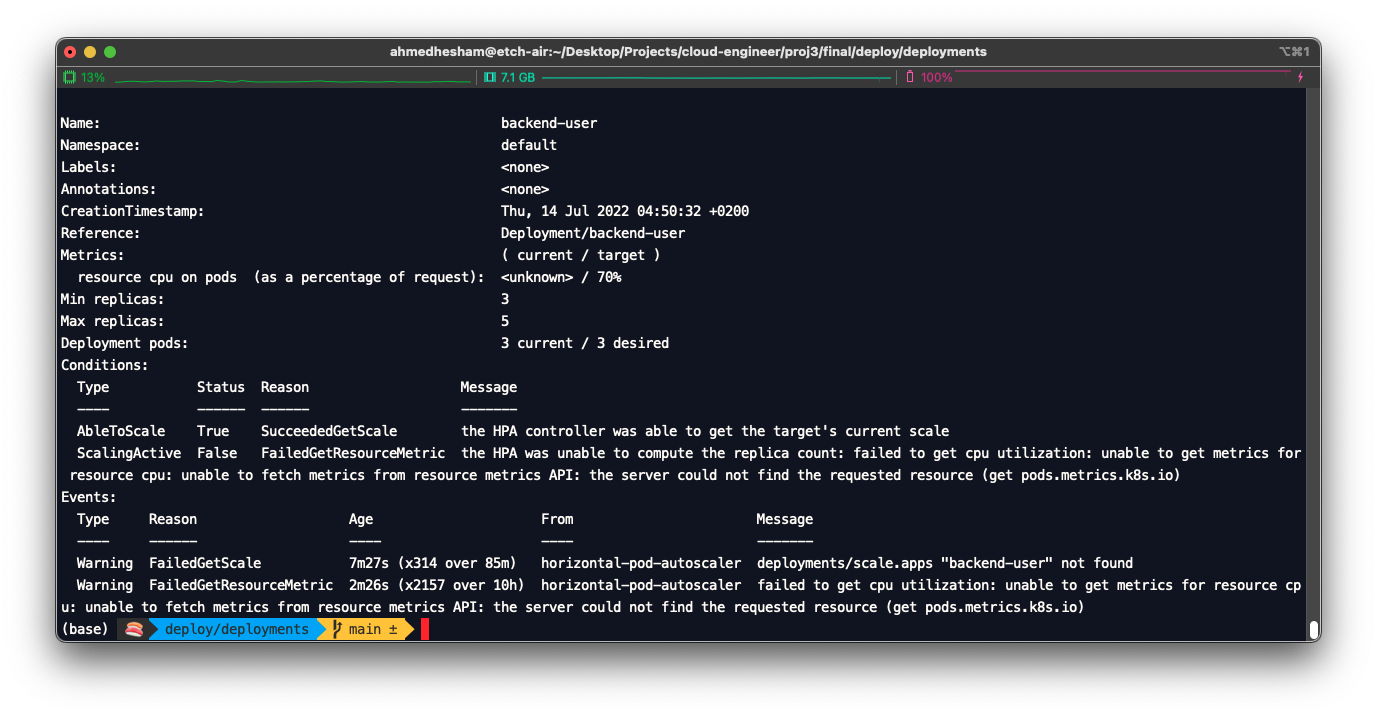 ahmedhesham@etch-air:~/Desktop/Projects/cloud-engineer/proj3/final/deploy/deployments ⌥⌘1
13% 7.1 GB 100%
Name: backend-user
Namespace: default
Labels: <none>
Annotations: <none>
CreationTimestamp: Thu, 14 Jul 2022 04:50:32 +0200
Reference: Deployment/backend-user
Metrics: ( current / target )
  resource cpu on pods  (as a percentage of request): <unknown> / 70%
Min replicas: 3
Max replicas: 5
Deployment pods: 3 current / 3 desired
Conditions:
  Type           Status  Reason                   Message
  ----           ------  ------                   -------
  AbleToScale    True    SucceededGetScale        the HPA controller was able to get the target's current scale
  ScalingActive  False   FailedGetResourceMetric  the HPA was unable to compute the replica count: failed to get cpu utilization: unable to get metrics for
 resource cpu: unable to fetch metrics from resource metrics API: the server could not find the requested resource (get pods.metrics.k8s.io)
Events:
  Type     Reason                   Age                     From                       Message
  ----     ------                   ----                    ----                       -------
  Warning  FailedGetScale           7m27s (x314 over 85m)   horizontal-pod-autoscaler  deployments/scale.apps "backend-user" not found
  Warning  FailedGetResourceMetric  2m26s (x2157 over 10h)  horizontal-pod-autoscaler  failed to get cpu utilization: unable to get metrics for resource cp
u: unable to fetch metrics from resource metrics API: the server could not find the requested resource (get pods.metrics.k8s.io)
(base) deploy/deployments main ±